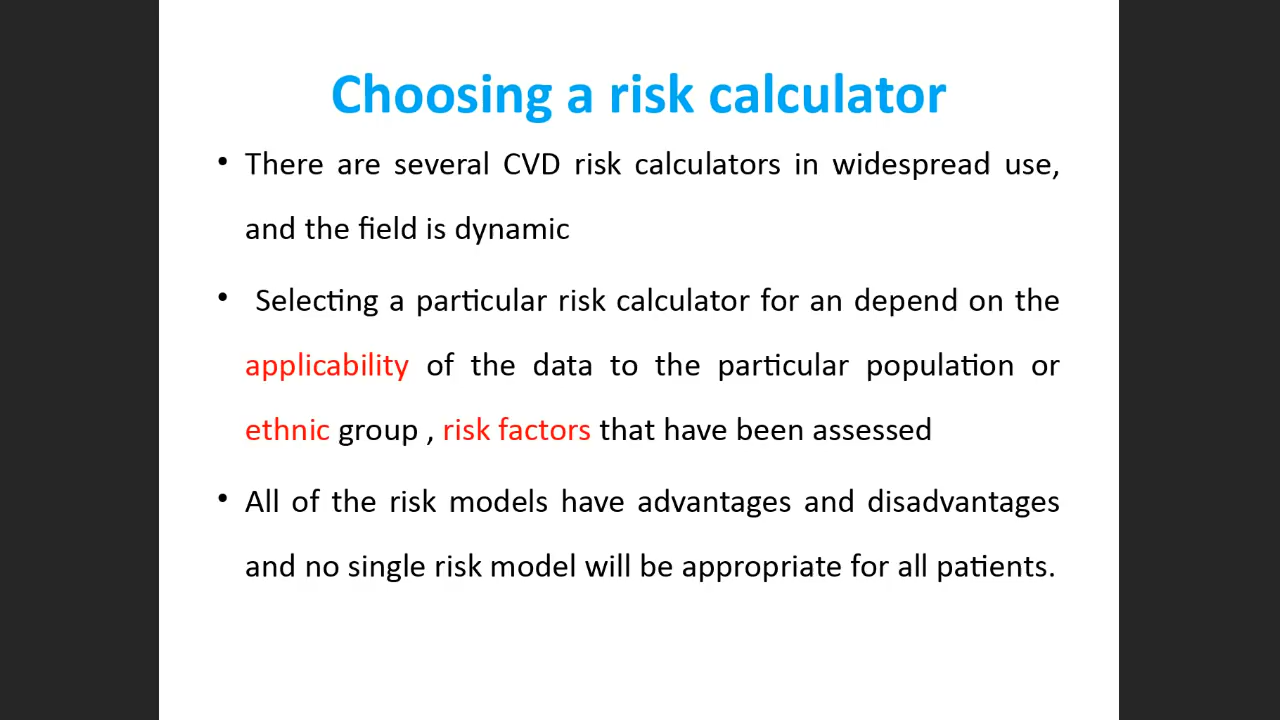 Choosing a risk calculator
• There are several CVD risk calculators in widespread use,
and the field is dynamic
• Selecting a particular risk calculator for an depend on the
applicability of the data to the particular population or
ethnic group , risk factors that have been assessed
• All of the risk models have advantages and disadvantages
and no single risk model will be appropriate for all patients.